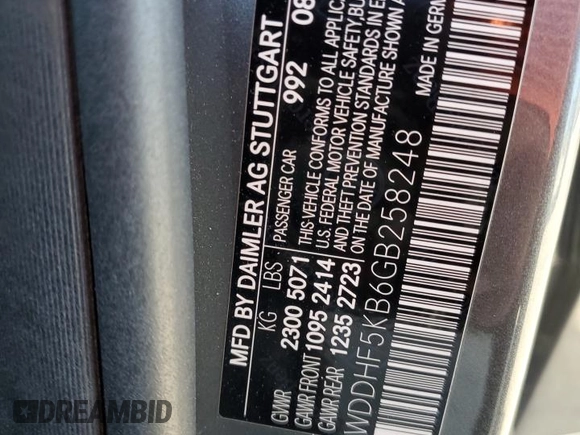 MFD BY DAIMLER AG STUTTGART
992 08
KG LBS PASSENGER CAR
GVWR 2300 5071 THIS VEHICLE CONFORMS TO ALL
GAWR FRONT 1095 2414 U.S. FEDERAL MOTOR VEHICLE SAFETY,
GAWR REAR 1235 2723 AND THEFT PREVENTION STANDARDS IN
ON THE DATE OF MANUFACTURE SHOWN
WDDHF5KB6GB258248 MADE IN
DREAMBID